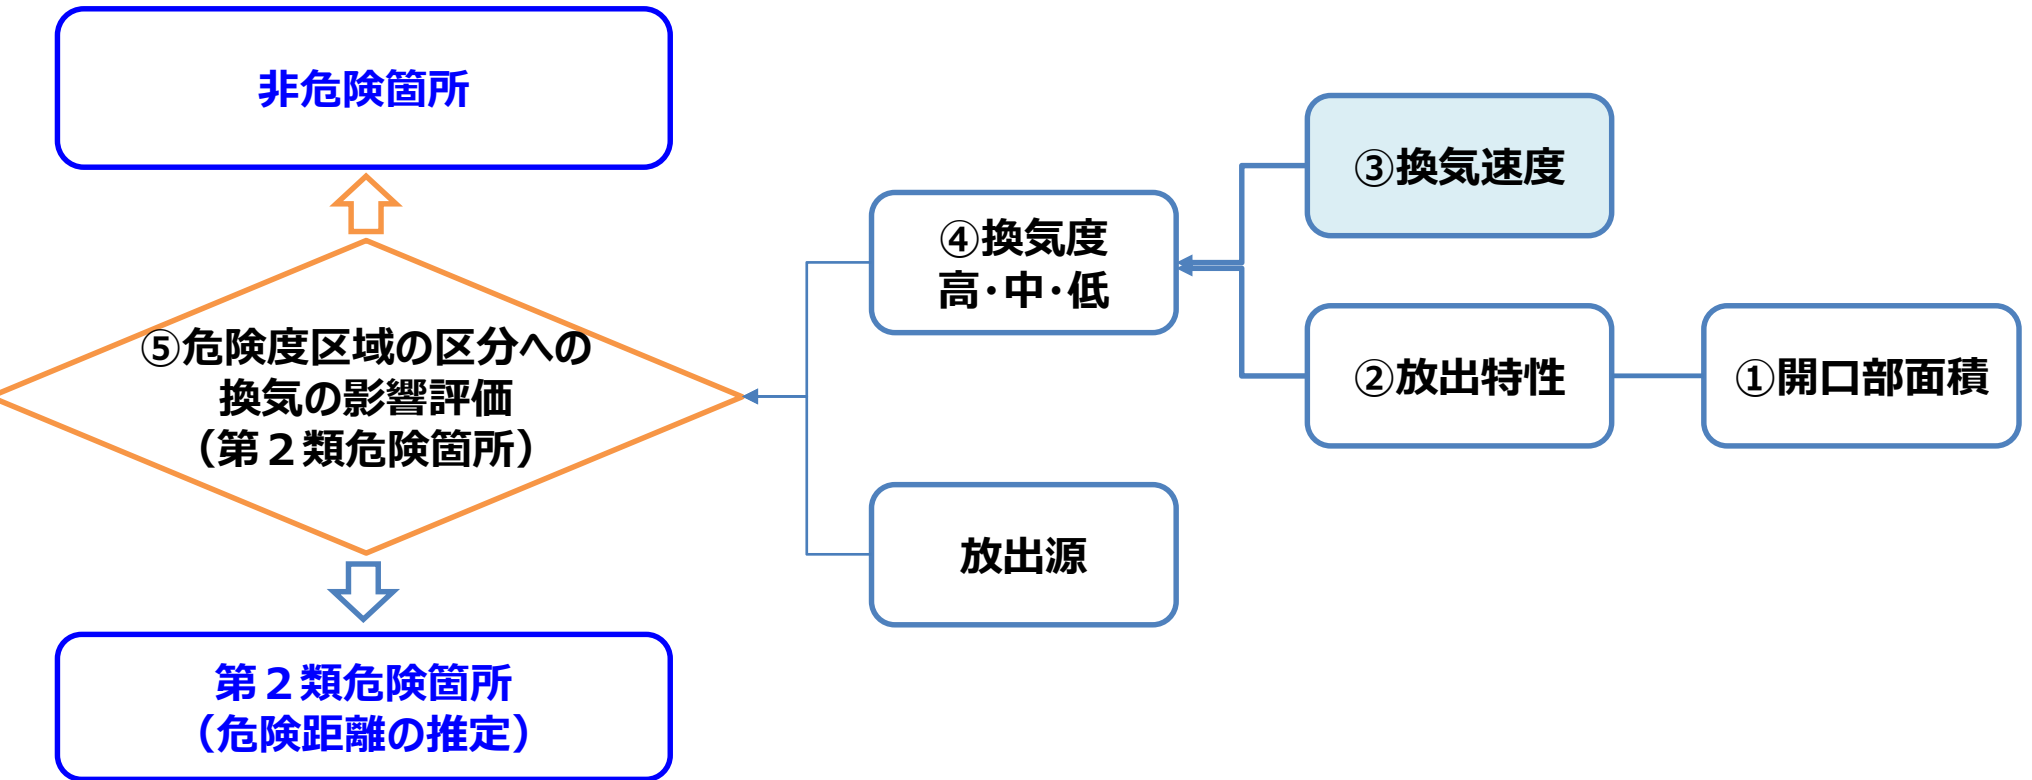 非危険箇所
③換気速度
④換気度
高・中・低
⑤危険度区域の区分への
換気の影響評価
（第２類危険箇所）
②放出特性
①開口部面積
放出源
第２類危険箇所
（危険距離の推定）